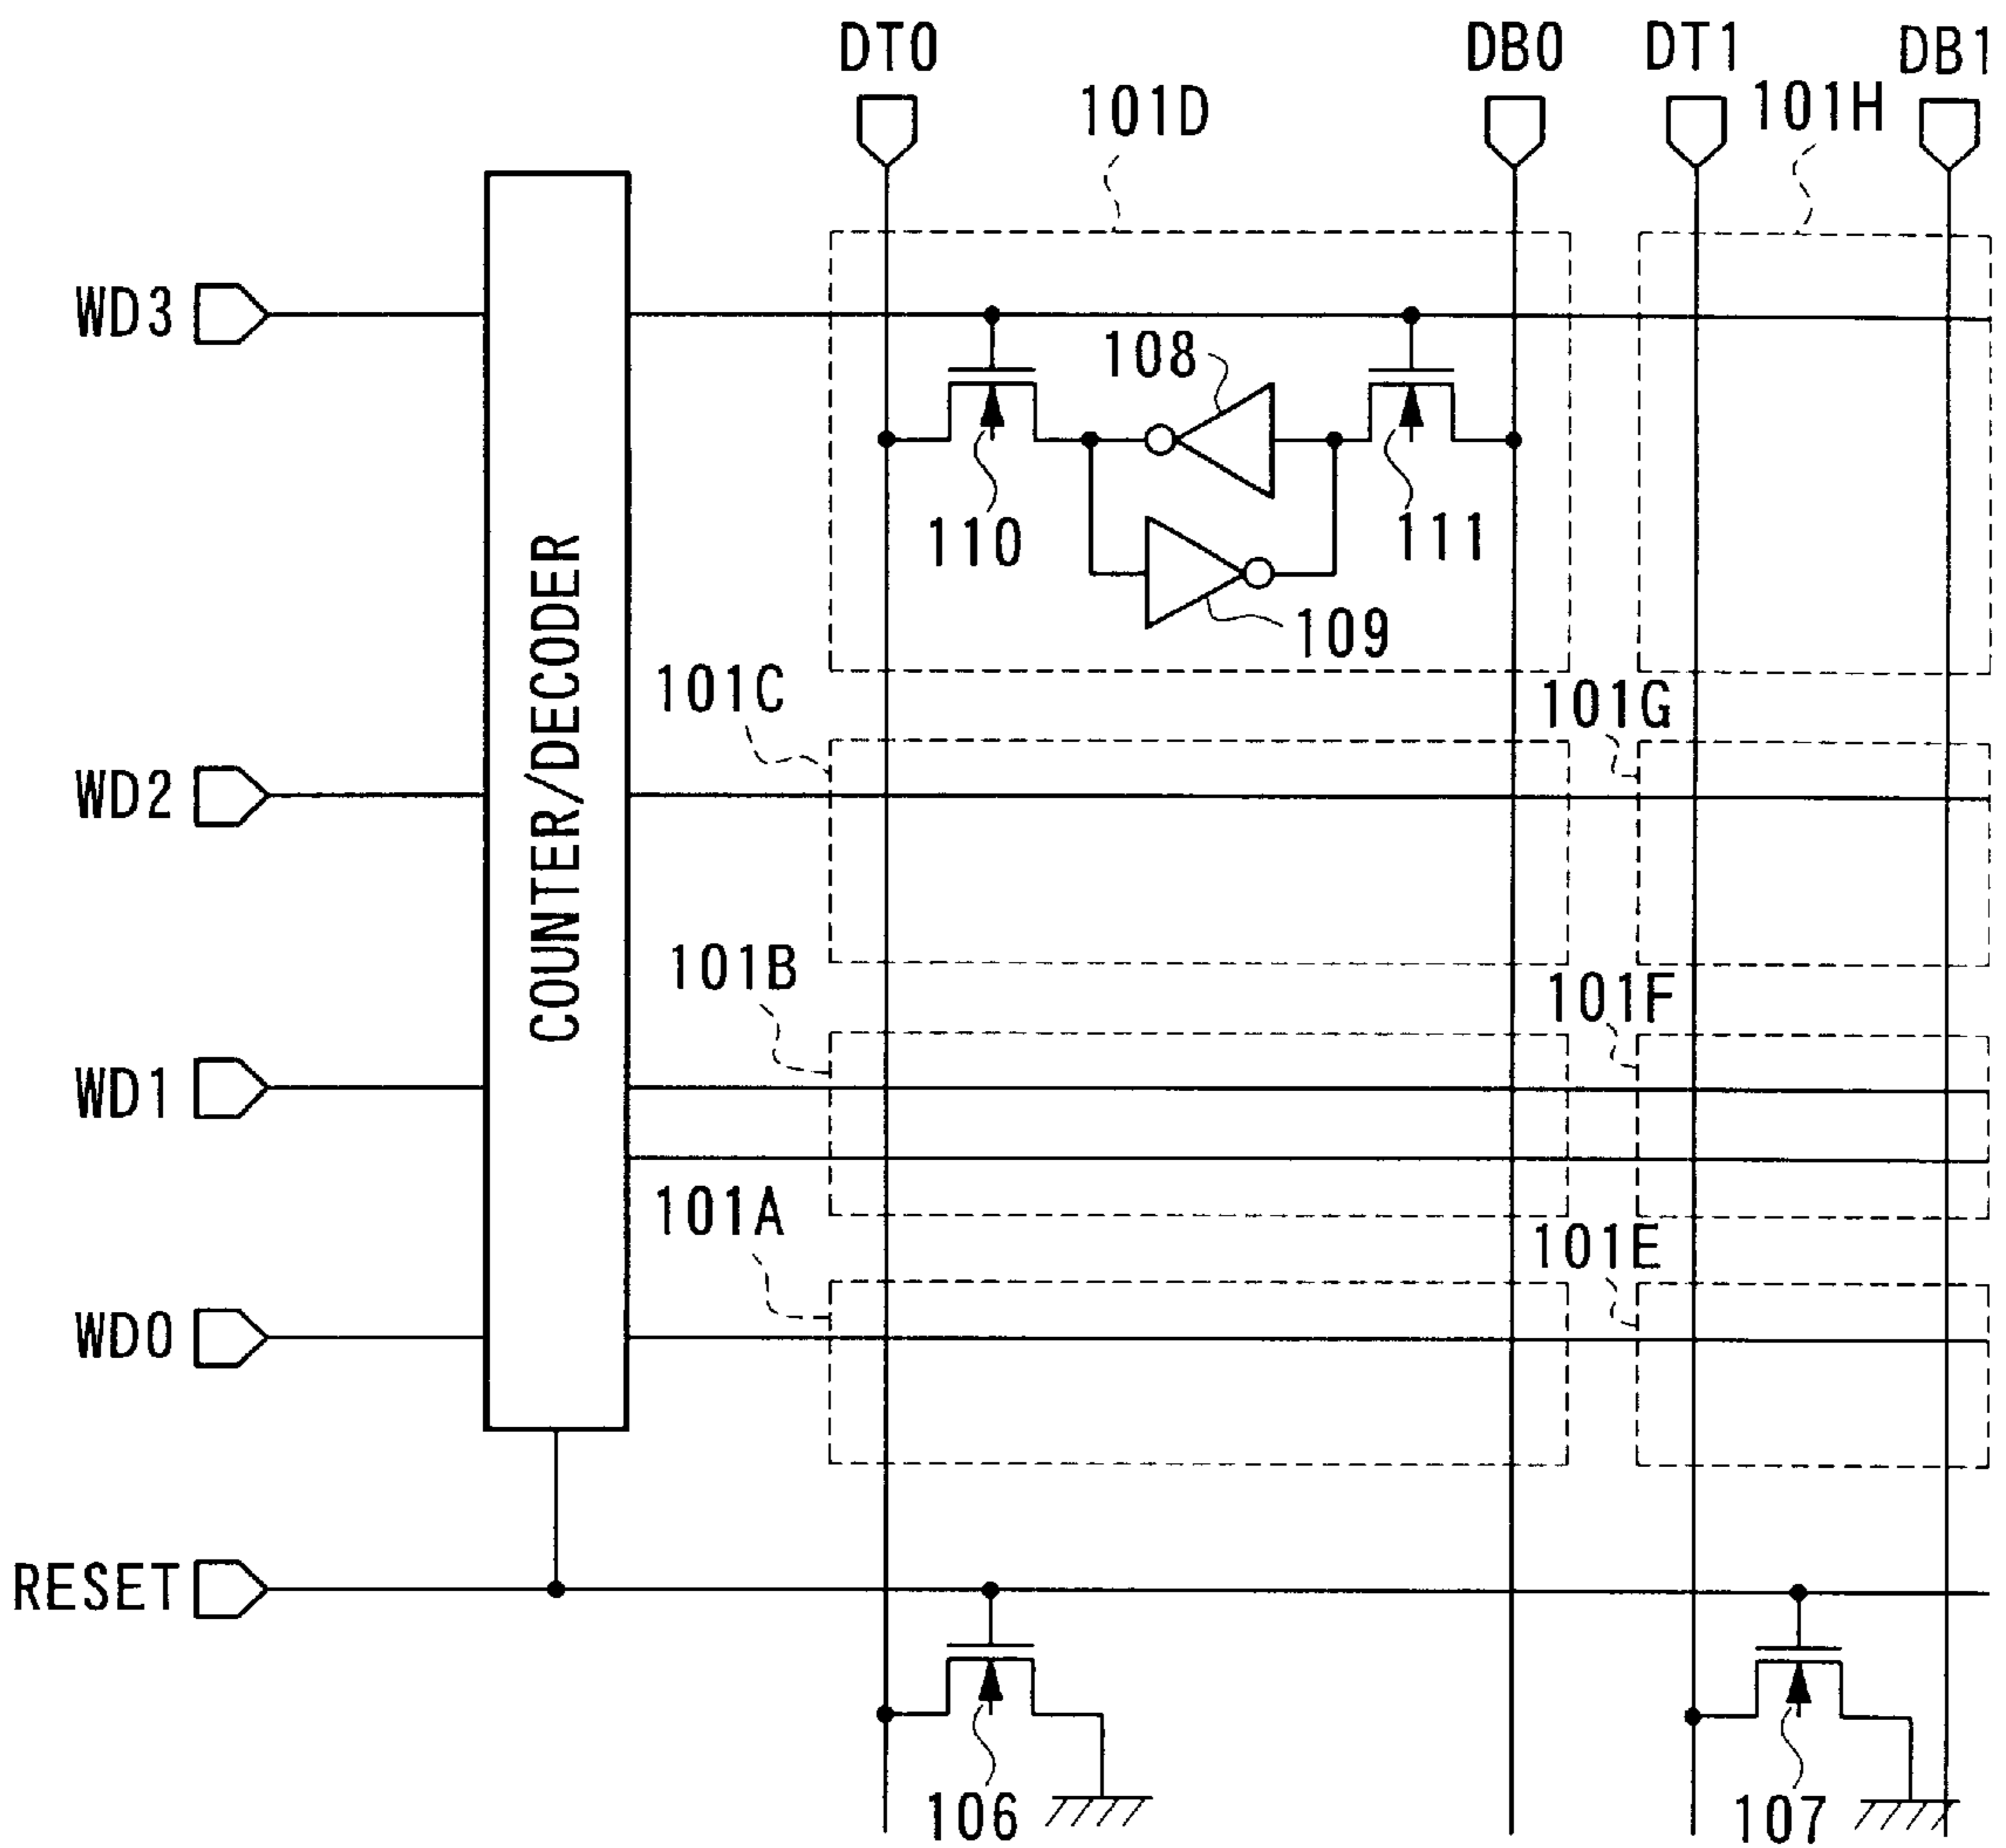 DT0
DB0
DT1
DB1
101D
101H
WD3
108
110
111
109
COUNTER/DECODER
101C
101G
WD2
101B
101F
WD1
101A
101E
WD0
RESET
106
107